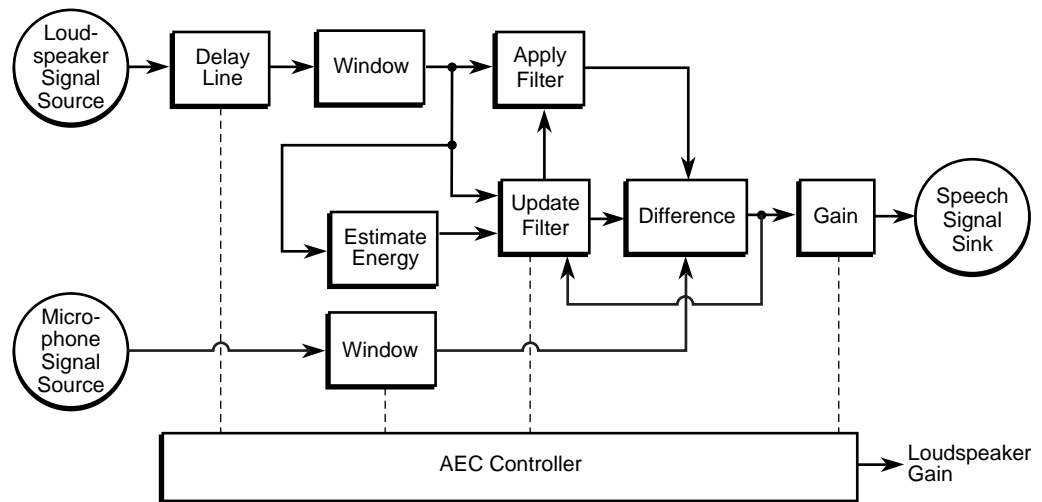 Loud-
speaker
Signal
Source
Delay
Line
Window
Apply
Filter
Estimate
Energy
Update
Filter
Difference
Gain
Speech
Signal
Sink
Micro-
phone
Signal
Source
Window
AEC Controller
Loudspeaker
Gain